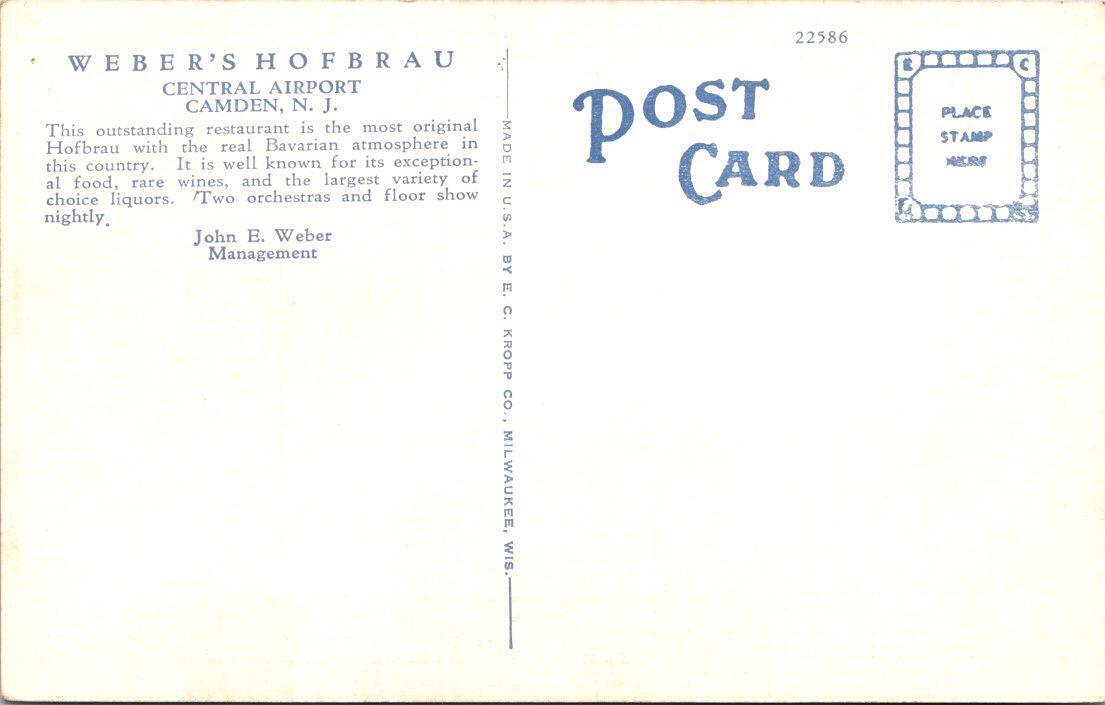 WEBER'S HOFBRAU
CENTRAL AIRPORT
CAMDEN, N. J.
This outstanding restaurant is the most original
Hofbrau with the real Bavarian atmosphere in
this country. It is well known for its exception-
al food, rare wines, and the largest variety of
choice liquors. Two orchestras and floor show
nightly.
John E. Weber
Management
MADE IN U.S.A. BY E. C. KROPP CO., MILWAUKEE, WIS.
22586
POST
CARD
E C
PLACE
STAMP
HERE